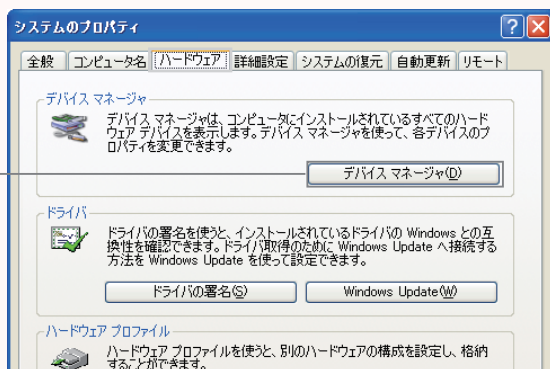 システムのプロパティ
全般 コンピュータ名 ハードウェア 詳細設定 システムの復元 自動更新 リモート
デバイス マネージャ
デバイス マネージャは、コンピュータにインストールされているすべてのハード
ウェア デバイスを表示します。デバイス マネージャを使って、各デバイスのプ
ロパティを変更できます。
デバイス マネージャ(D)
ドライバ
ドライバの署名を使うと、インストールされているドライバの Windows との互
換性を確認できます。ドライバ取得のために Windows Update へ接続する
方法を Windows Update を使って設定できます。
ドライバの署名(S) Windows Update(W)
ハードウェア プロファイル
ハードウェア プロファイルを使うと、別のハードウェアの構成を設定し、格納
することができます。